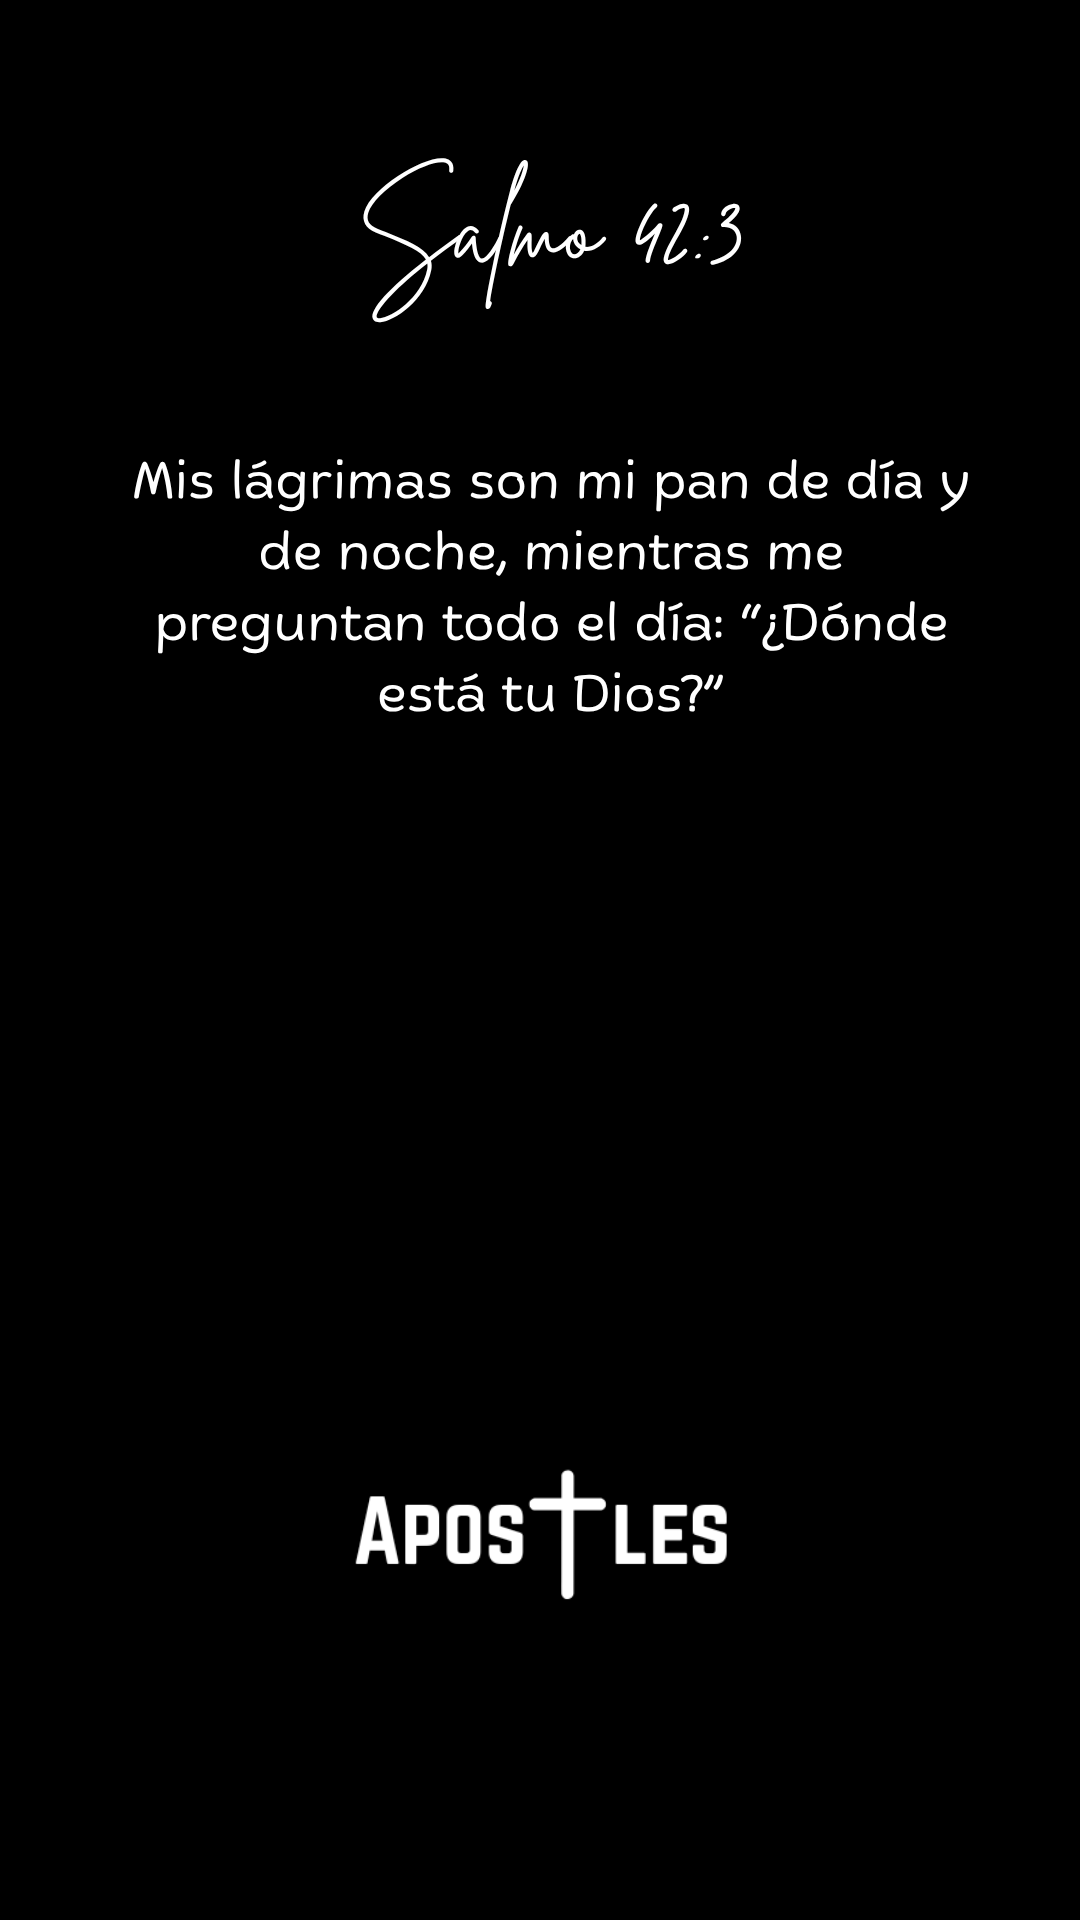 Salmo 42:3
Mis lágrimas son mi pan de día y
de noche, mientras me
preguntan todo el día: “¿Dónde
está tu Dios?”
APOSTLES